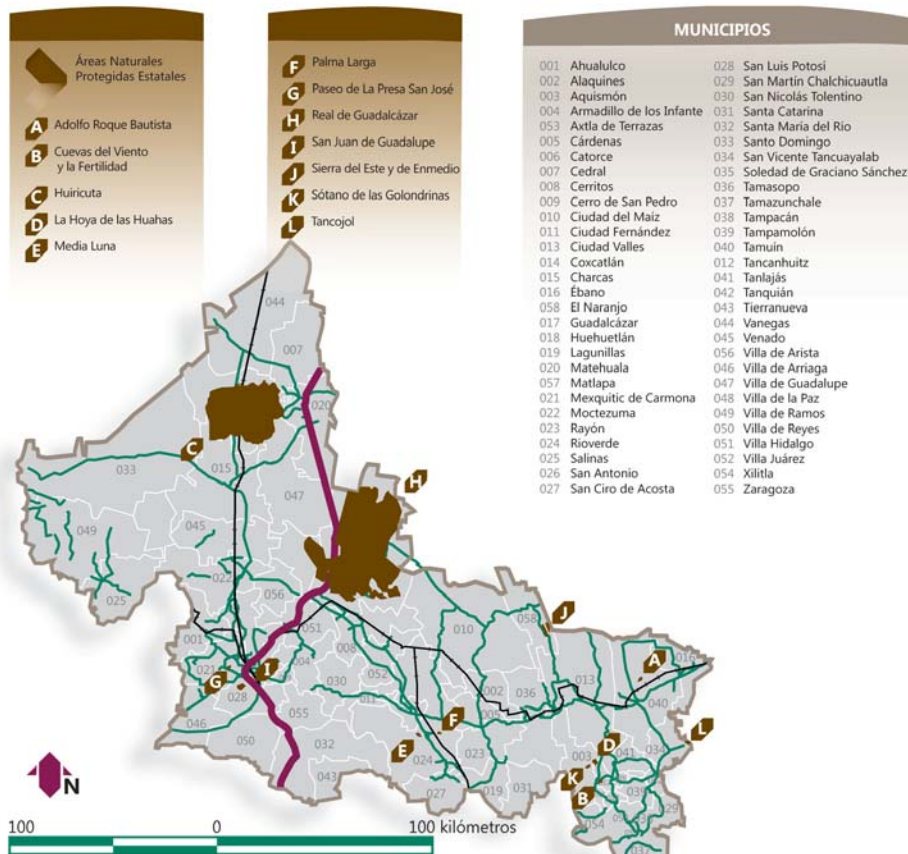 Áreas Naturales
Protegidas Estatales
A Adolfo Roque Bautista
B Cuevas del Viento
y la Fertilidad
C Huiricuta
D La Hoya de las Huahas
E Media Luna
F Palma Larga
G Paseo de La Presa San José
H Real de Guadalcázar
I San Juan de Guadalupe
J Sierra del Este y de Enmedio
K Sótano de las Golondrinas
L Tancojol
MUNICIPIOS
001 Ahualulco
002 Alaquines
003 Aquismón
004 Armadillo de los Infante
053 Axtla de Terrazas
005 Cárdenas
006 Catorce
007 Cedral
008 Cerritos
009 Cerro de San Pedro
010 Ciudad del Maíz
011 Ciudad Fernández
013 Ciudad Valles
014 Coxcatlán
015 Charcas
016 Ébano
058 El Naranjo
017 Guadalcázar
018 Huehuetlán
019 Lagunillas
020 Matehuala
057 Matlapa
021 Mexquitic de Carmona
022 Moctezuma
023 Rayón
024 Rioverde
025 Salinas
026 San Antonio
027 San Ciro de Acosta
028 San Luis Potosí
029 San Martín Chalchicuautla
030 San Nicolás Tolentino
031 Santa Catarina
032 Santa María del Río
033 Santo Domingo
034 San Vicente Tancuayalab
035 Soledad de Graciano Sánchez
036 Tamasopo
037 Tamazunchale
038 Tampacán
039 Tampamolón
040 Tamuín
012 Tancanhuitz
041 Tanlajás
042 Tanquián
043 Tierranueva
044 Vanegas
045 Venado
056 Villa de Arista
046 Villa de Arriaga
047 Villa de Guadalupe
048 Villa de la Paz
049 Villa de Ramos
050 Villa de Reyes
051 Villa Hidalgo
052 Villa Juárez
054 Xilitla
055 Zaragoza
044
007
020
C
015
033
H
047
049
045
025
022
056
010
058
J
001
051
008
021
I
004
052
A
016
G
028
030
002
036
013
040
011
F
005
L
046
055
D
050
032
E
024
023
003
041
034
K
B
043
027
019
031
039
029
054
037
N
100 0 100 kilómetros